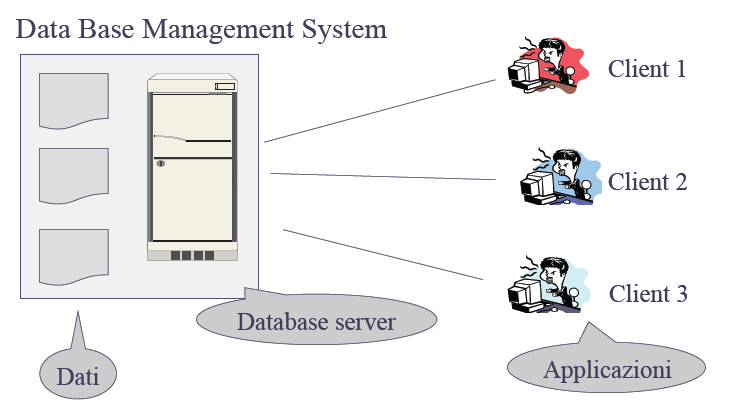 Data Base Management System
Client 1
Client 2
Client 3
Database server
Dati
Applicazioni